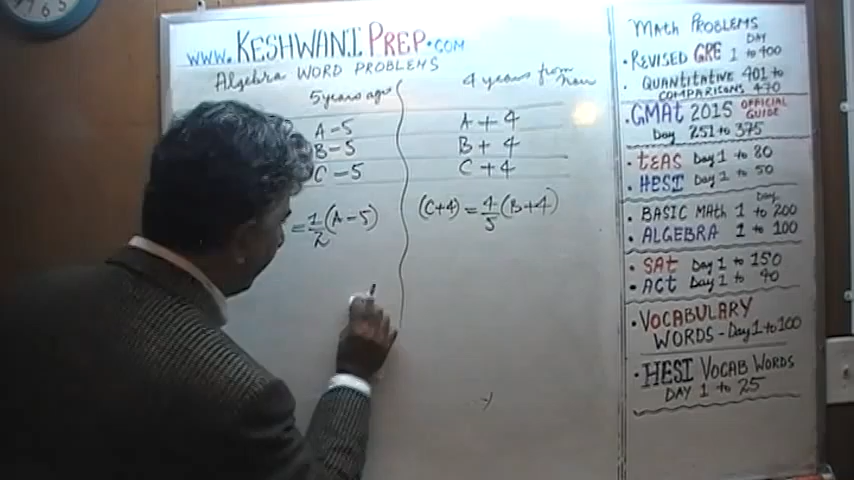 www.KESHWANI PREP.COM
Algebra WORD PROBLEMS
5 years ago
A-5
B-5
C-5
= 1/2 (A-5)
4 years from now
A+4
B+4
C+4
(C+4) = 4/5 (B+4)
MATH PROBLEMS
DAY
• REVISED GRE 1 to 400
• QUANTITATIVE 401 to
COMPARISONS 470
• GMAT 2015 OFFICIAL GUIDE
Day 251 to 375
• TEAS Day 1 to 80
• HESI Day 1 to 50
Day
• BASIC MATH 1 to 200
• ALGEBRA 1 to 100
• SAT Day 1 to 150
• ACT Day 1 to 40
• VOCABULARY
WORDS - Day 1 to 100
• HESI VOCAB WORDS
DAY 1 to 25